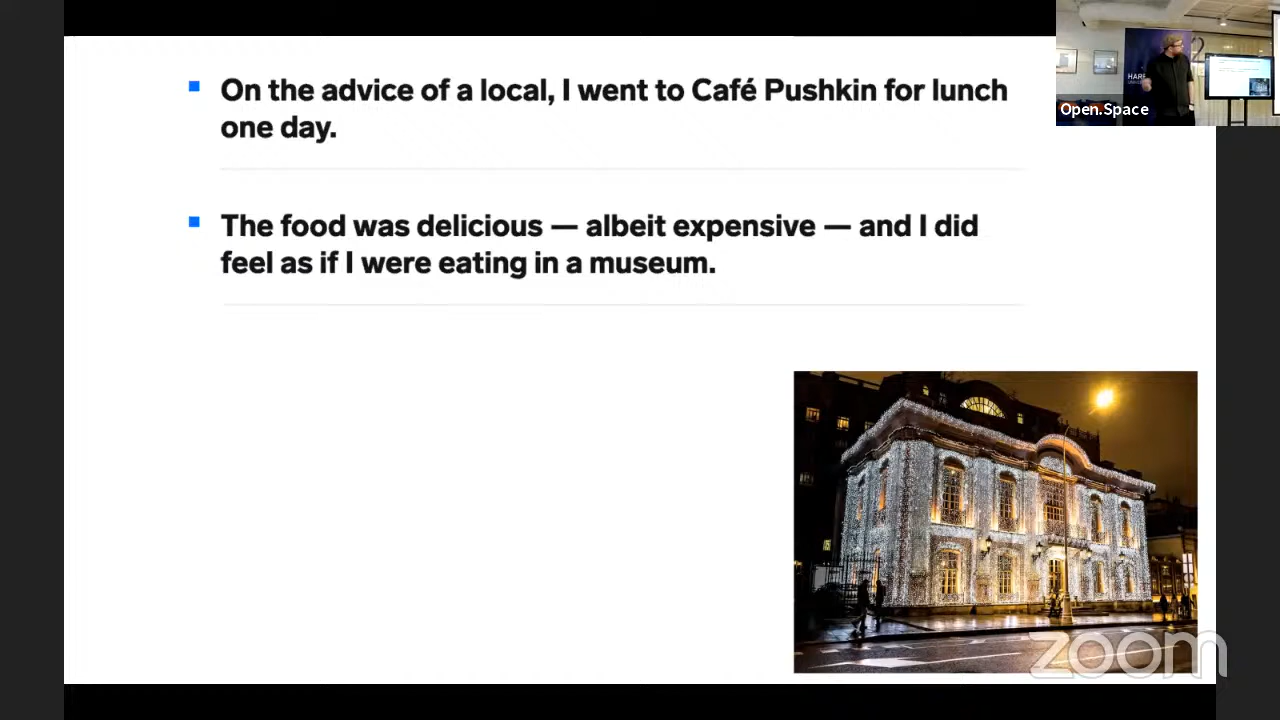 On the advice of a local, I went to Café Pushkin for lunch
one day.
The food was delicious — albeit expensive — and I did
feel as if I were eating in a museum.
Open.Space
HAR
zoom